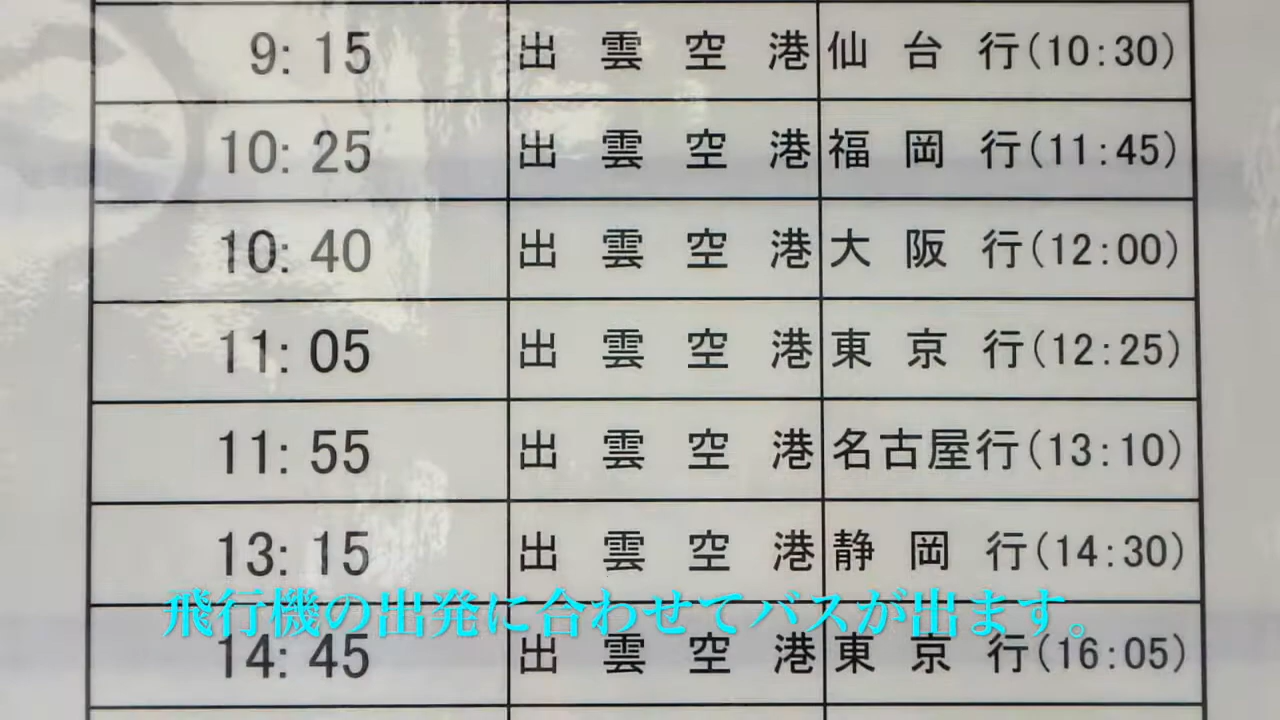 9:15 出雲空港 仙台行(10:30)
10:25 出雲空港 福岡行(11:45)
10:40 出雲空港 大阪行(12:00)
11:05 出雲空港 東京行(12:25)
11:55 出雲空港 名古屋行(13:10)
13:15 出雲空港 静岡行(14:30)
飛行機の出発に合わせてバスが出ます。
14:45 出雲空港 東京行(16:05)